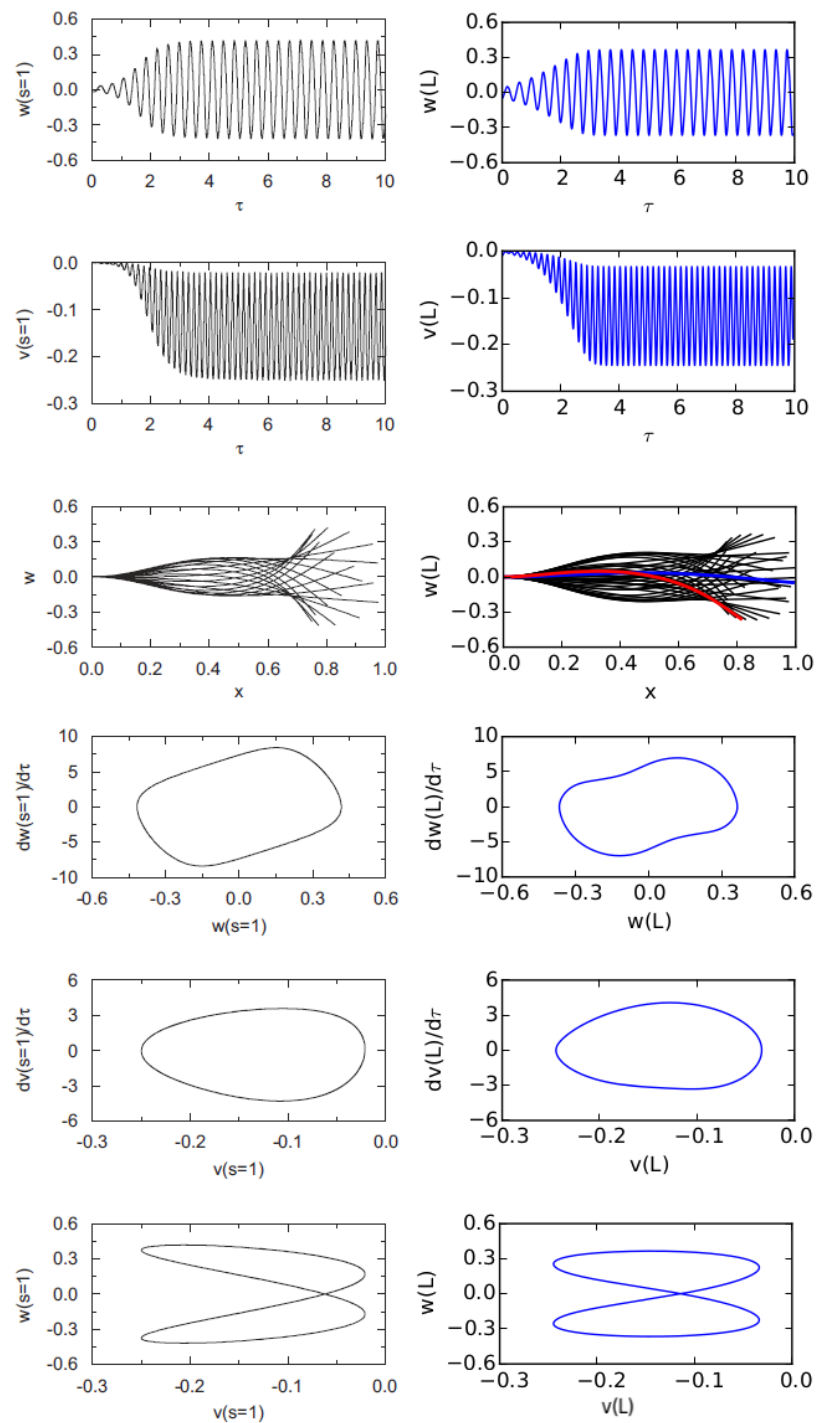 w(s=1)
0.6
0.3
0.0
-0.3
-0.6
0 2 4 6 8 10
τ
w(L)
0.6
0.3
0.0
−0.3
−0.6
0 2 4 6 8 10
τ
v(s=1)
0.0
-0.1
-0.2
-0.3
0 2 4 6 8 10
τ
v(L)
0.0
−0.1
−0.2
−0.3
0 2 4 6 8 10
τ
w
0.6
0.3
0.0
-0.3
-0.6
0.0 0.2 0.4 0.6 0.8 1.0
x
w(L)
0.6
0.3
0.0
−0.3
−0.6
0.0 0.2 0.4 0.6 0.8 1.0
x
dw(s=1)/dτ
10
5
0
-5
-10
-0.6 -0.3 0.0 0.3 0.6
w(s=1)
dw(L)/dτ
10
5
0
−5
−10
−0.6 −0.3 0.0 0.3 0.6
w(L)
dv(s=1)/dτ
6
3
0
-3
-6
-0.3 -0.2 -0.1 0.0
v(s=1)
dv(L)/dτ
6
3
0
−3
−6
−0.3 −0.2 −0.1 0.0
v(L)
w(s=1)
0.6
0.3
0.0
-0.3
-0.6
-0.3 -0.2 -0.1 0.0
v(s=1)
w(L)
0.6
0.3
0.0
−0.3
−0.6
−0.3 −0.2 −0.1 0.0
v(L)